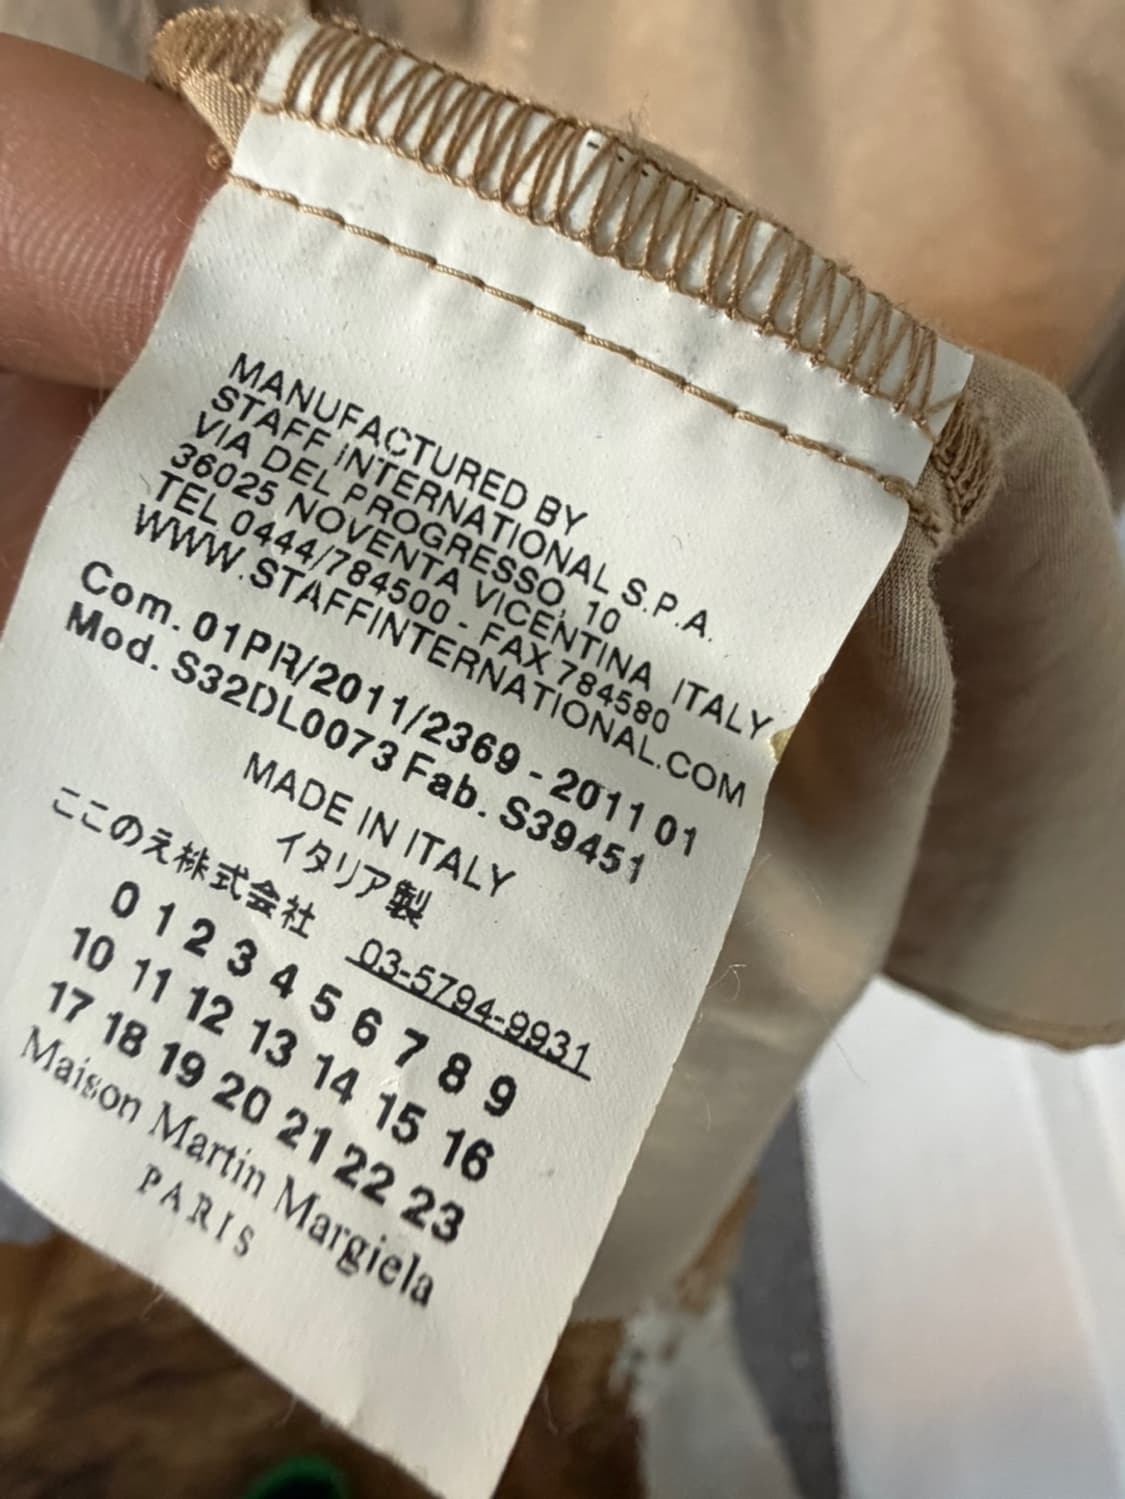 MANUFACTURED BY
STAFF INTERNATIONAL S.P.A.
VIA DEL PROGRESSO, 10
36025 NOVENTA VICENTINA ITALY
TEL 0444/784500 - FAX 784580
WWW.STAFFINTERNATIONAL.COM
Com. 01PR/2011/2369 - 2011 01
Mod. S32DL0073 Fab. S39451
MADE IN ITALY
イタリア製
ここのえ株式会社 03-5794-9931
0 1 2 3 4 5 6 7 8 9
10 11 12 13 14 15 16
17 18 19 20 21 22 23
Maison Martin Margiela
PARIS